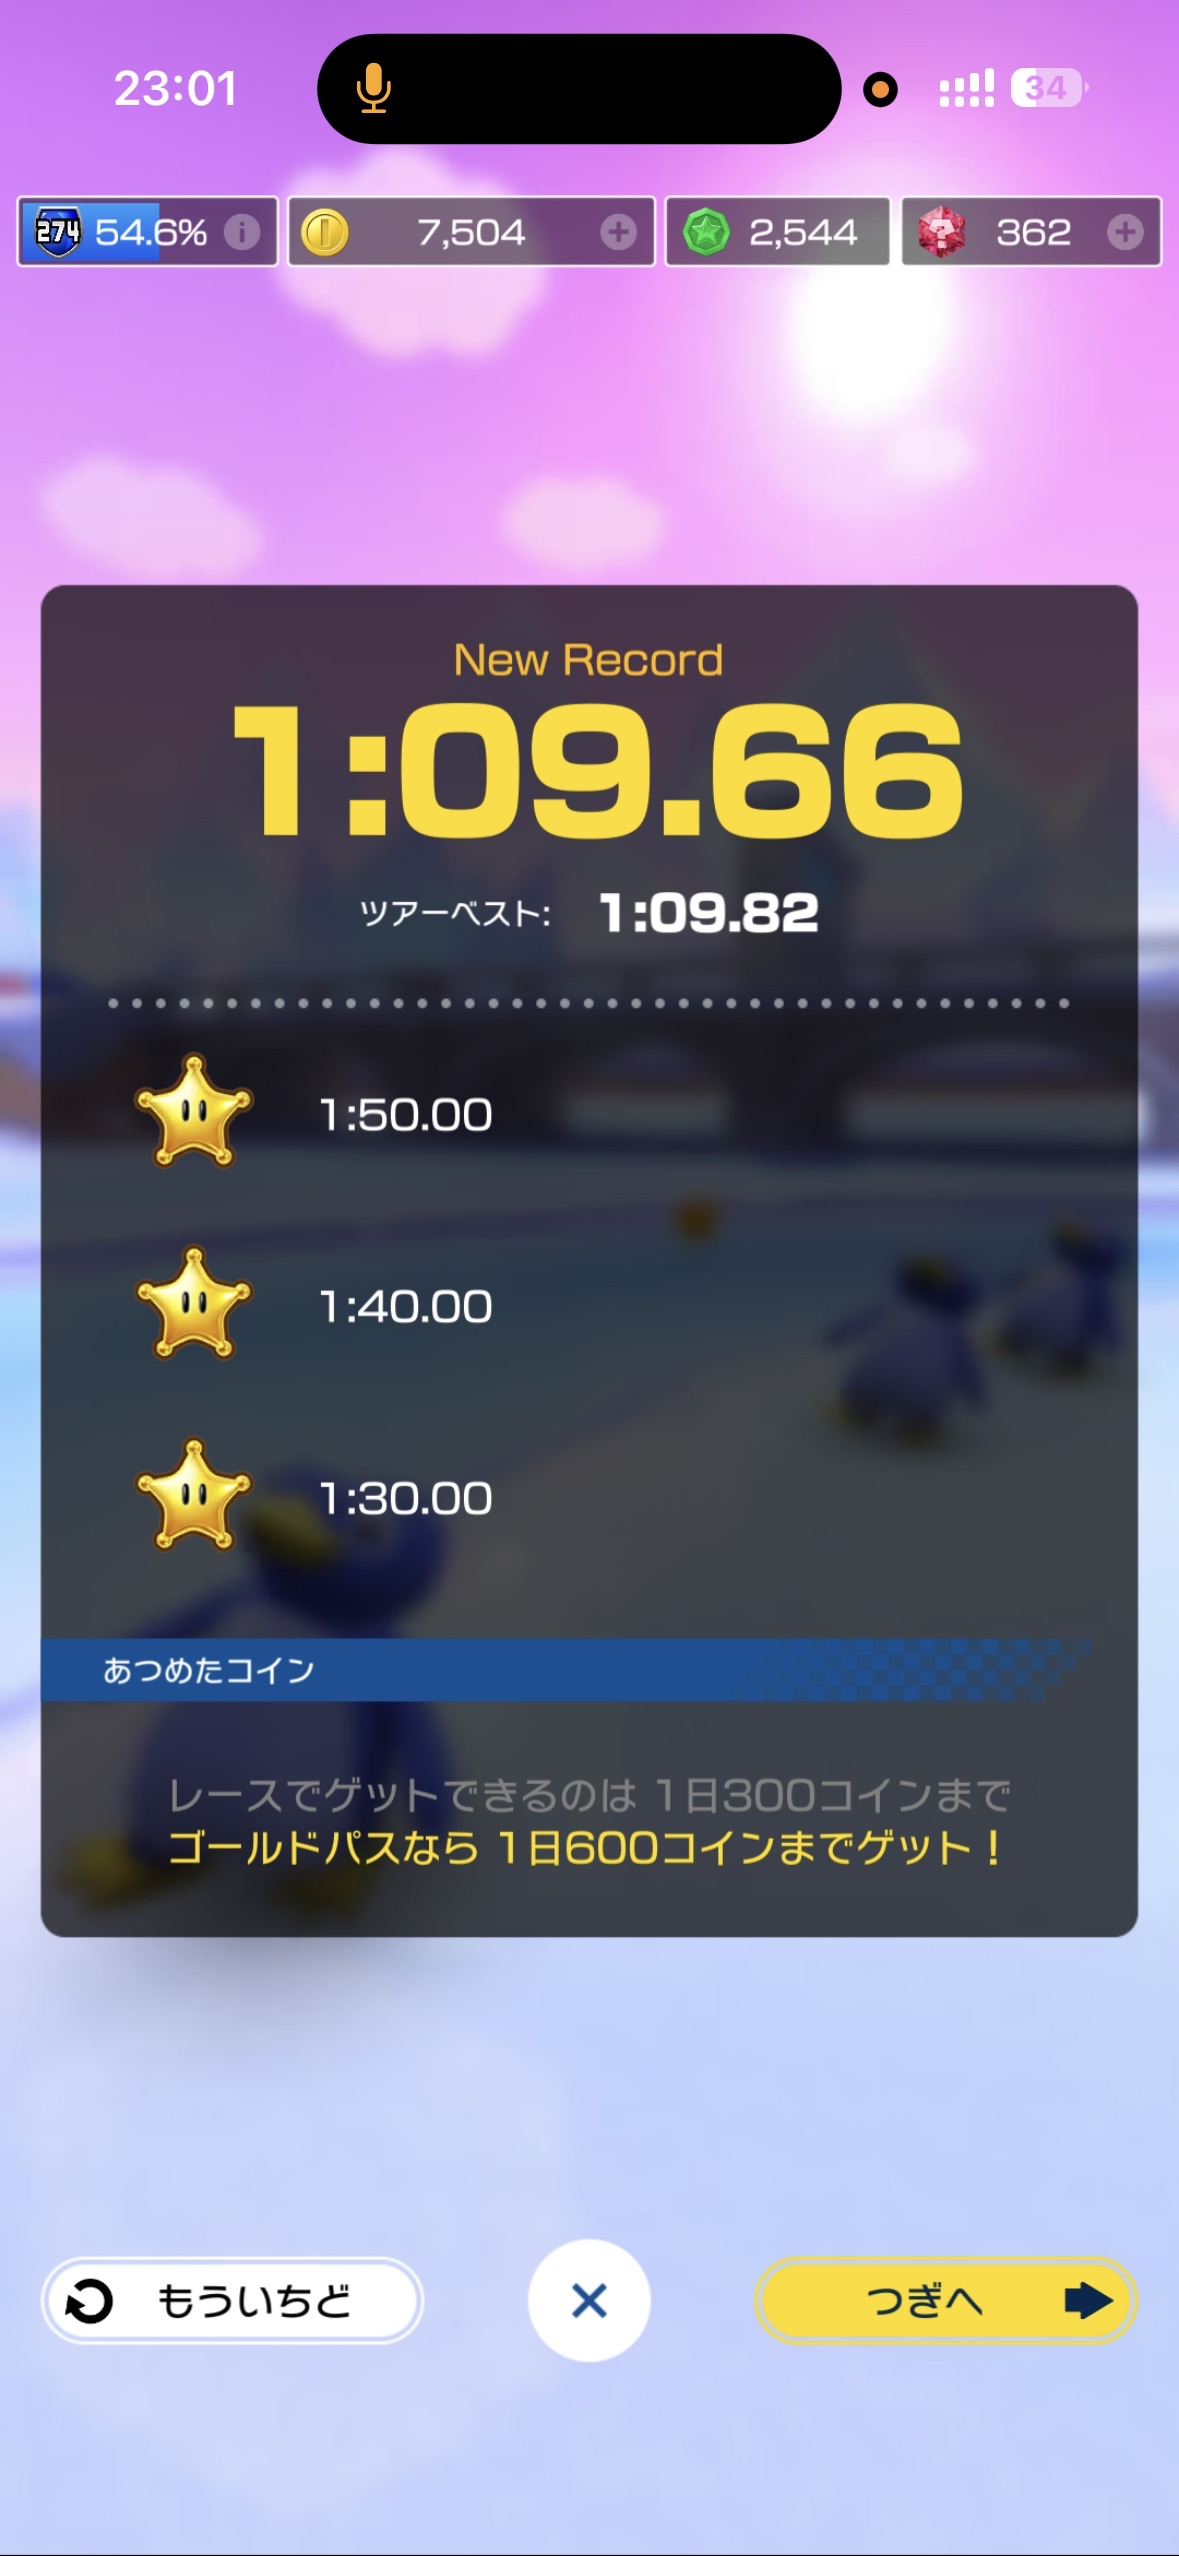 23:01
34
274 54.6% 7,504 2,544 362
New Record
1:09.66
ツアーベスト: 1:09.82
1:50.00
1:40.00
1:30.00
あつめたコイン
レースでゲットできるのは 1日300コインまで
ゴールドパスなら 1日600コインまでゲット！
もういちど
つぎへ